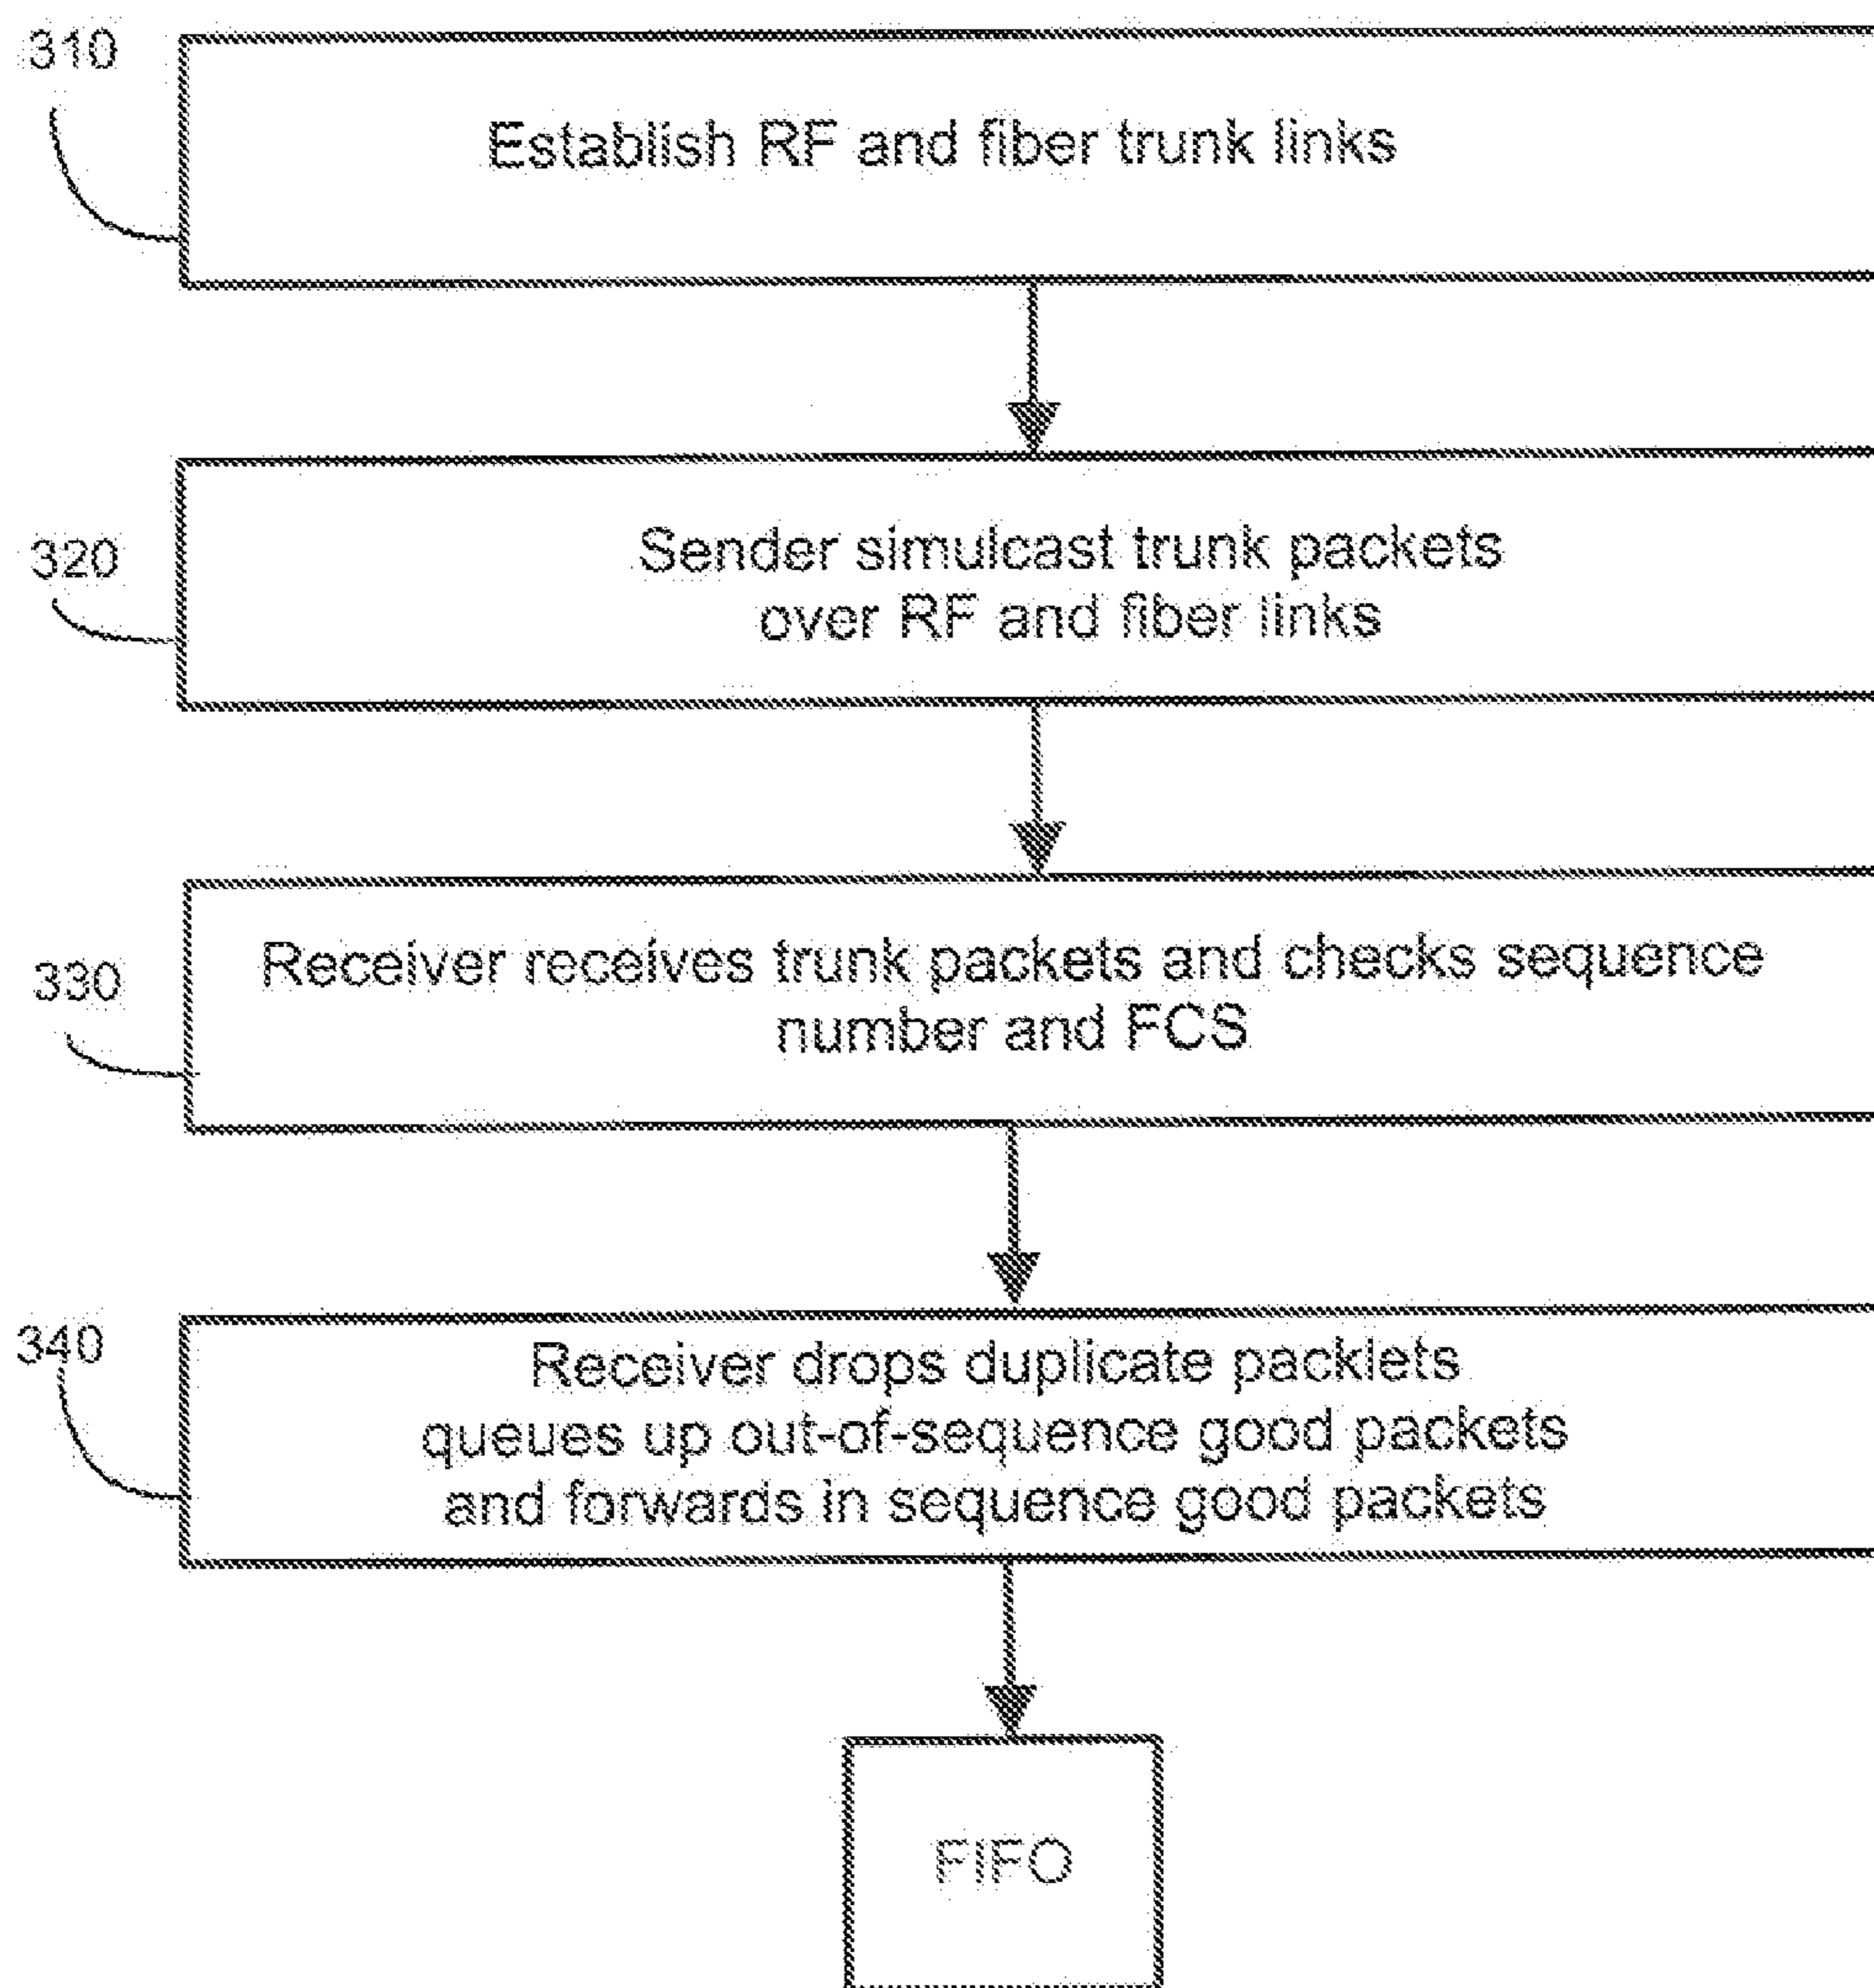 310
Establish RF and fiber trunk links
320
Sender simulcast trunk packets
over RF and fiber links
330
Receiver receives trunk packets and checks sequence
number and FCS
340
Receiver drops duplicate packlets
queues up out-of-sequence good packets
and forwards in sequence good packets
FIFO